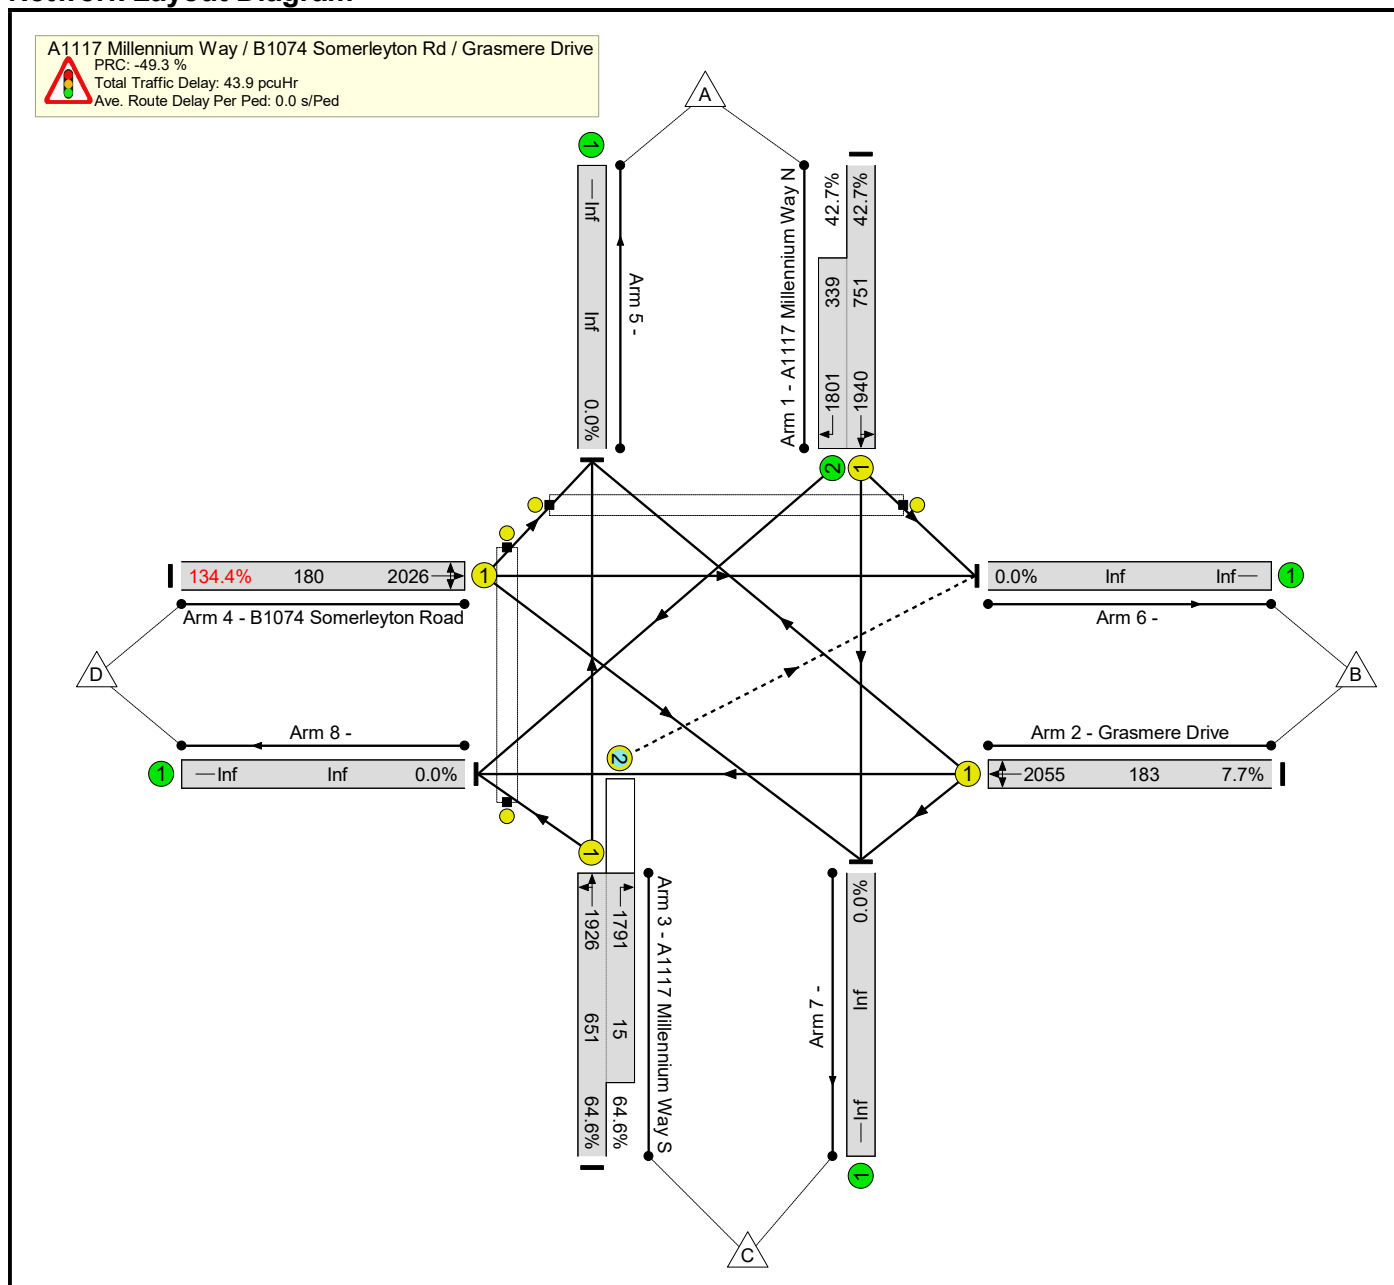 A1117 Millennium Way / B1074 Somerleyton Rd / Grasmere Drive
PRC: -49.3 %
Total Traffic Delay: 43.9 pcuHr
Ave. Route Delay Per Ped: 0.0 s/Ped
A
1
Inf
Inf
0.0%
Arm 5 -
Arm 1 - A1117 Millennium Way N
42.7%
339
1801
42.7%
751
1940
2
1
134.4% 180 2026
1
Arm 4 - B1074 Somerleyton Road
0.0% Inf Inf
1
Arm 6 -
D
B
Arm 8 -
Arm 2 - Grasmere Drive
1
Inf Inf 0.0%
2
1
2055 183 7.7%
1
1926
651
64.6%
1791
15
64.6%
Arm 3 - A1117 Millennium Way S
Arm 7 -
0.0%
Inf
Inf
1
C